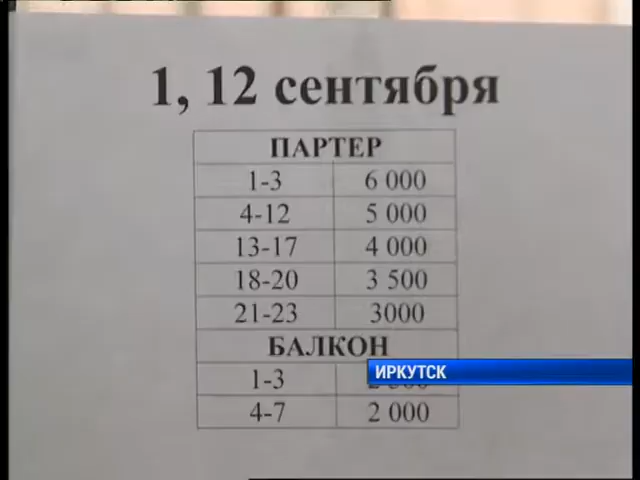 1, 12 сентября
ПАРТЕР
1-3 6 000
4-12 5 000
13-17 4 000
18-20 3 500
21-23 3000
БАЛКОН
ИРКУТСК
1-3
4-7 2 000